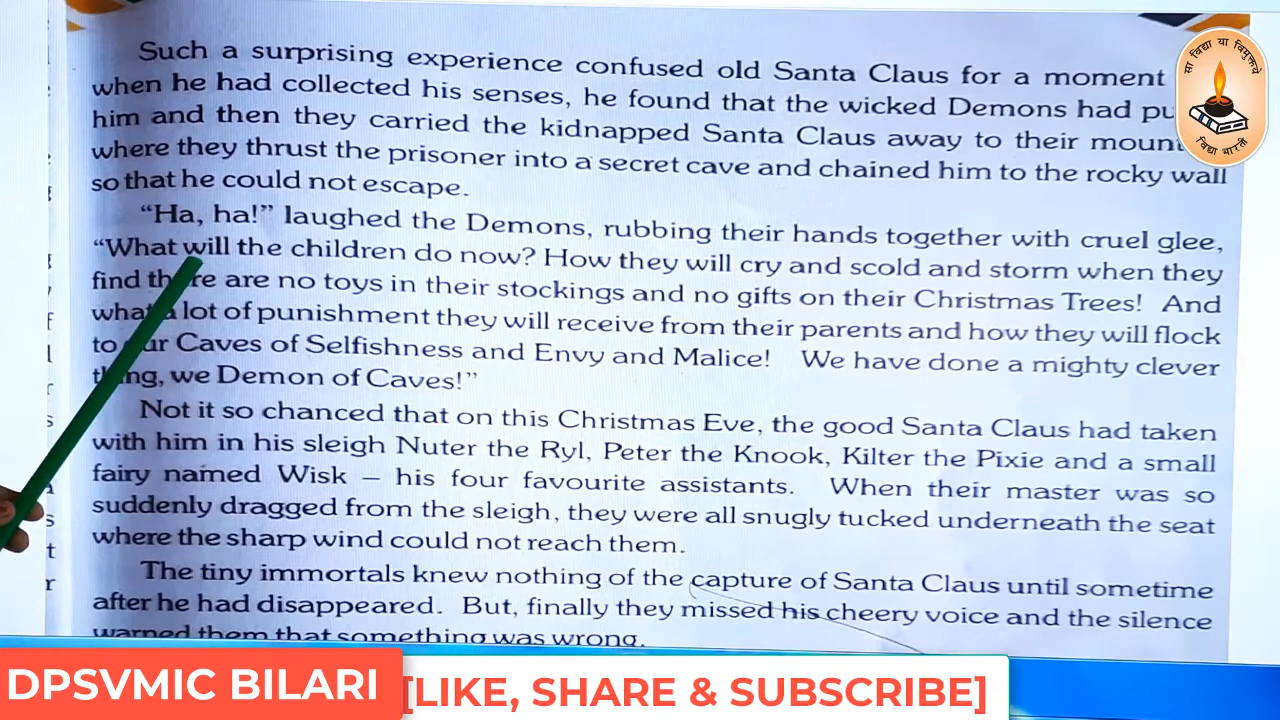 Such a surprising experience confused old Santa Claus for a moment
when he had collected his senses, he found that the wicked Demons had pu
him and then they carried the kidnapped Santa Claus away to their moun
where they thrust the prisoner into a secret cave and chained him to the rocky wall
so that he could not escape.
"Ha, ha!" laughed the Demons, rubbing their hands together with cruel glee,
"What will the children do now? How they will cry and scold and storm when they
find there are no toys in their stockings and no gifts on their Christmas Trees! And
what a lot of punishment they will receive from their parents and how they will flock
to our Caves of Selfishness and Envy and Malice! We have done a mighty clever
thing, we Demon of Caves!"
Not it so chanced that on this Christmas Eve, the good Santa Claus had taken
with him in his sleigh Nuter the Ryl, Peter the Knook, Kilter the Pixie and a small
fairy named Wisk – his four favourite assistants. When their master was so
suddenly dragged from the sleigh, they were all snugly tucked underneath the seat
where the sharp wind could not reach them.
The tiny immortals knew nothing of the capture of Santa Claus until sometime
after he had disappeared. But, finally they missed his cheery voice and the silence
warned them that something was wrong.
सा विद्या या विमुक्तये
विद्या भारती
DPSVMIC BILARI
[LIKE, SHARE & SUBSCRIBE]